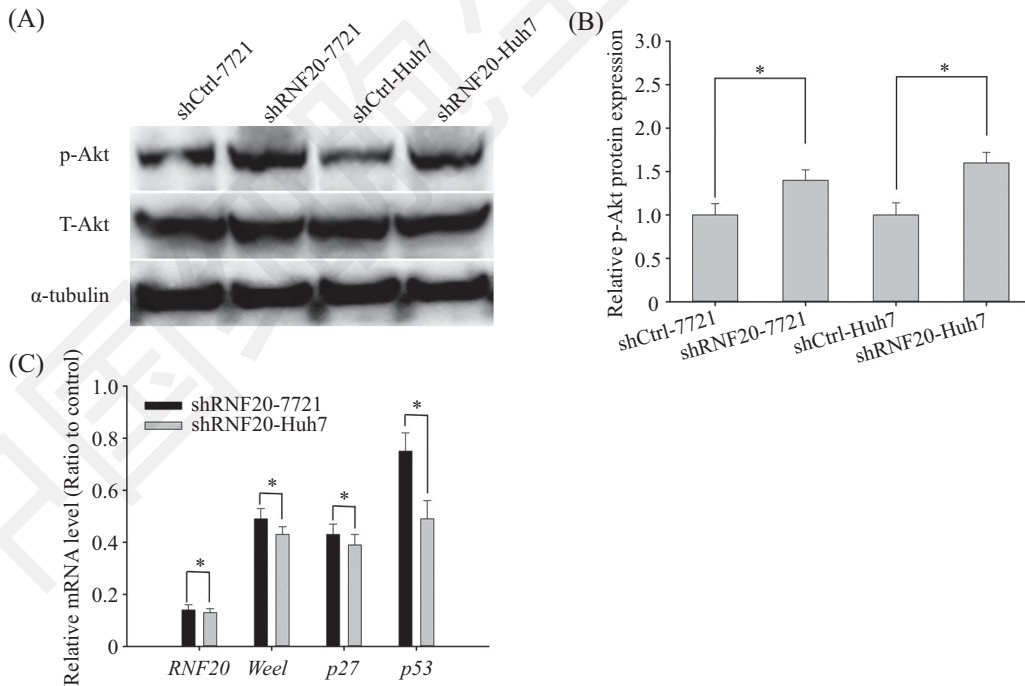 (A)
shCtrl-7721
shRNF20-7721
shCtrl-Huh7
shRNF20-Huh7
p-Akt
T-Akt
α-tubulin
(B)
Relative p-Akt protein expression
3.0
2.5
2.0
1.5
1.0
0.5
0
*
*
shCtrl-7721
shRNF20-7721
shCtrl-Huh7
shRNF20-Huh7
(C)
Relative mRNA level (Ratio to control)
1.0
0.8
0.6
0.4
0.2
0
shRNF20-7721
shRNF20-Huh7
*
*
*
*
RNF20
Weel
p27
p53